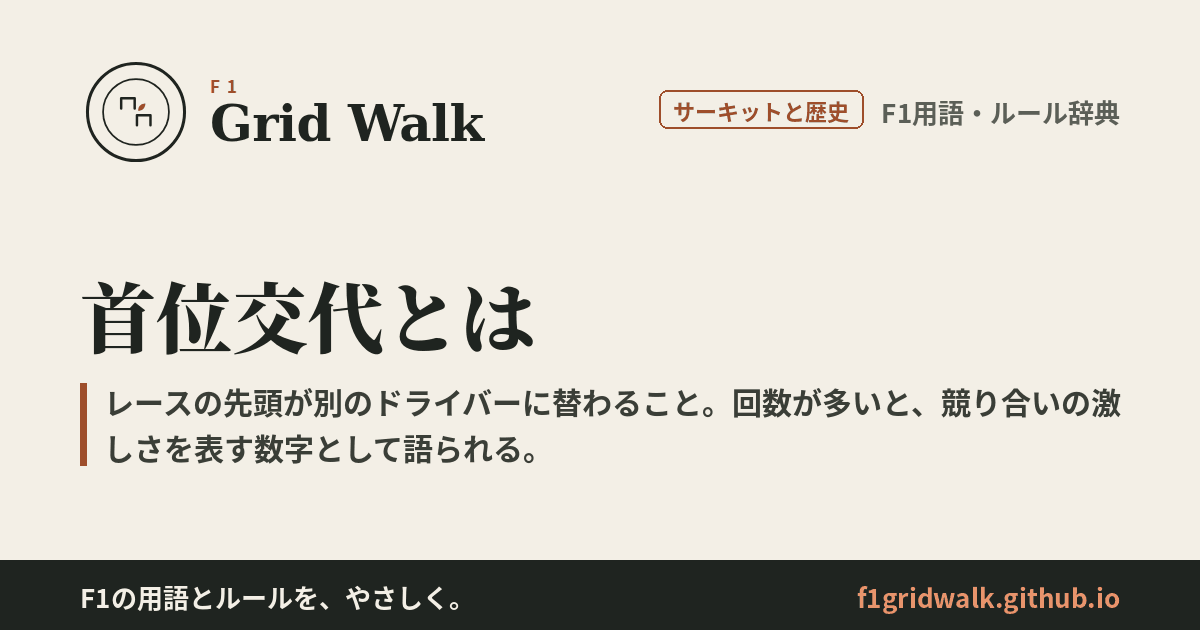 F1
Grid Walk
サーキットと歴史
F1用語・ルール辞典
首位交代とは
レースの先頭が別のドライバーに替わること。回数が多いと、競り合いの激
しさを表す数字として語られる。
F1の用語とルールを、やさしく。
f1gridwalk.github.io